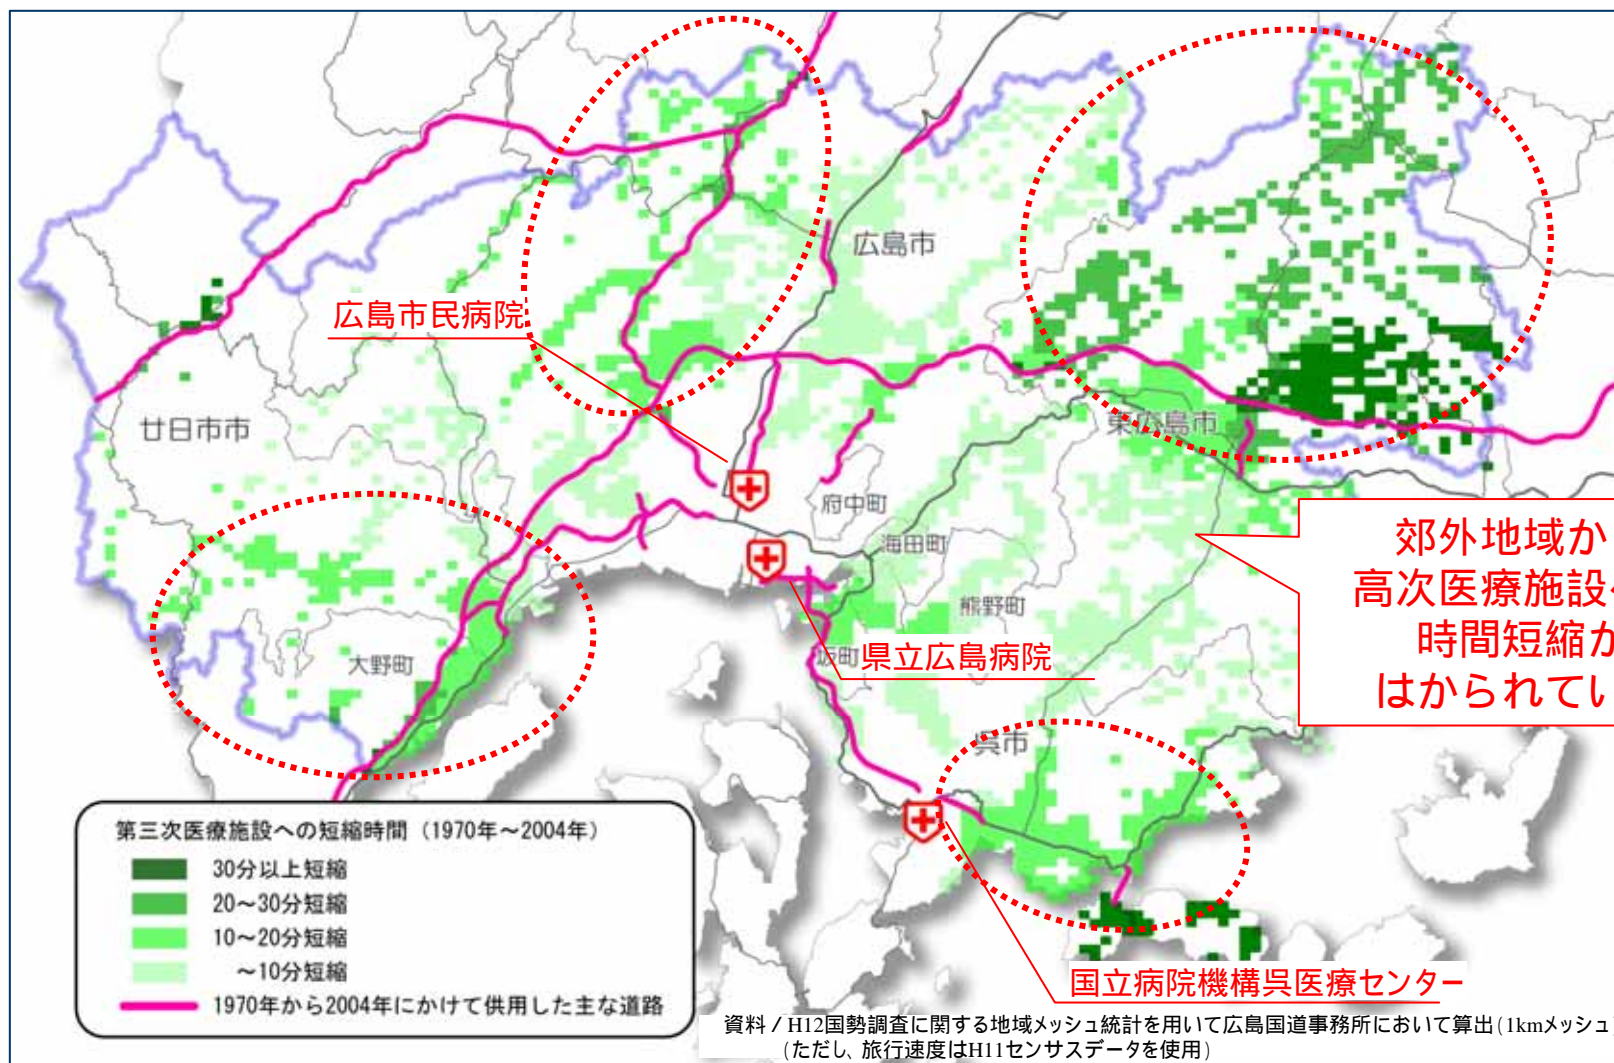 広島市
広島市民病院
廿日市市
東広島市
府中町
海田町
熊野町
坂町
県立広島病院
大野町
呉市
郊外地域か
高次医療施設
時間短縮か
はかられてい
国立病院機構呉医療センター
第三次医療施設への短縮時間（1970年～2004年）
30分以上短縮
20～30分短縮
10～20分短縮
～10分短縮
1970年から2004年にかけて供用した主な道路
資料／H12国勢調査に関する地域メッシュ統計を用いて広島国道事務所において算出（1kmメッシュ
（ただし、旅行速度はH11センサスデータを使用）